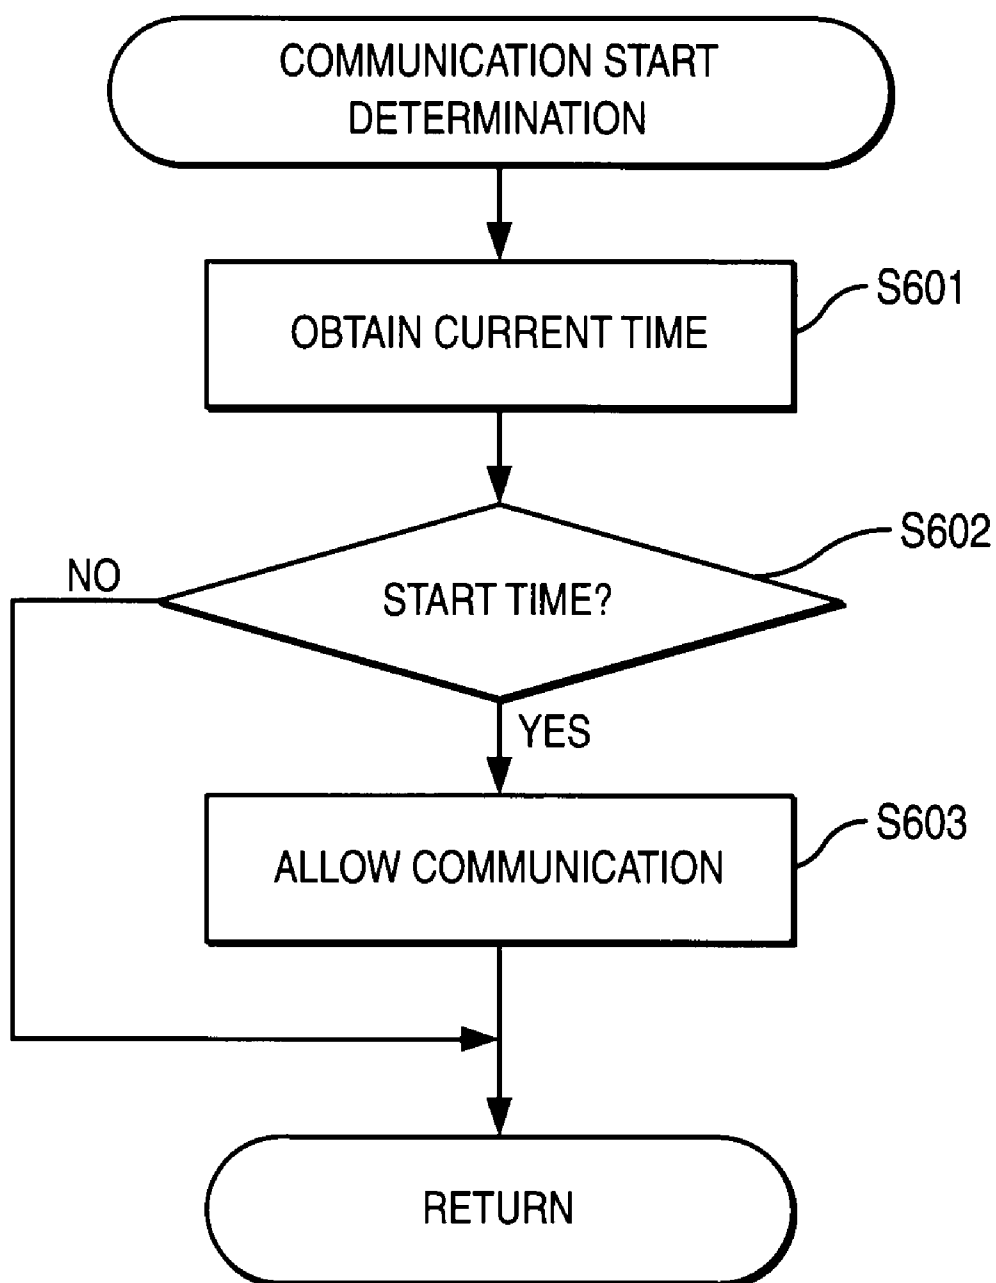 COMMUNICATION START
DETERMINATION
OBTAIN CURRENT TIME
S601
START TIME?
S602
NO
YES
ALLOW COMMUNICATION
S603
RETURN